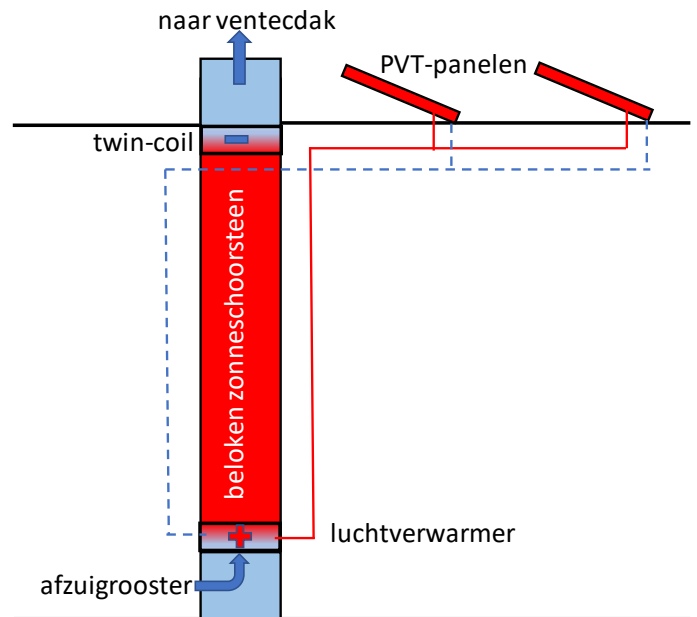 naar ventecdak
PVT-panelen
twin-coil
beloken zonneschoorsteen
luchtverwarmer
afzuigrooster